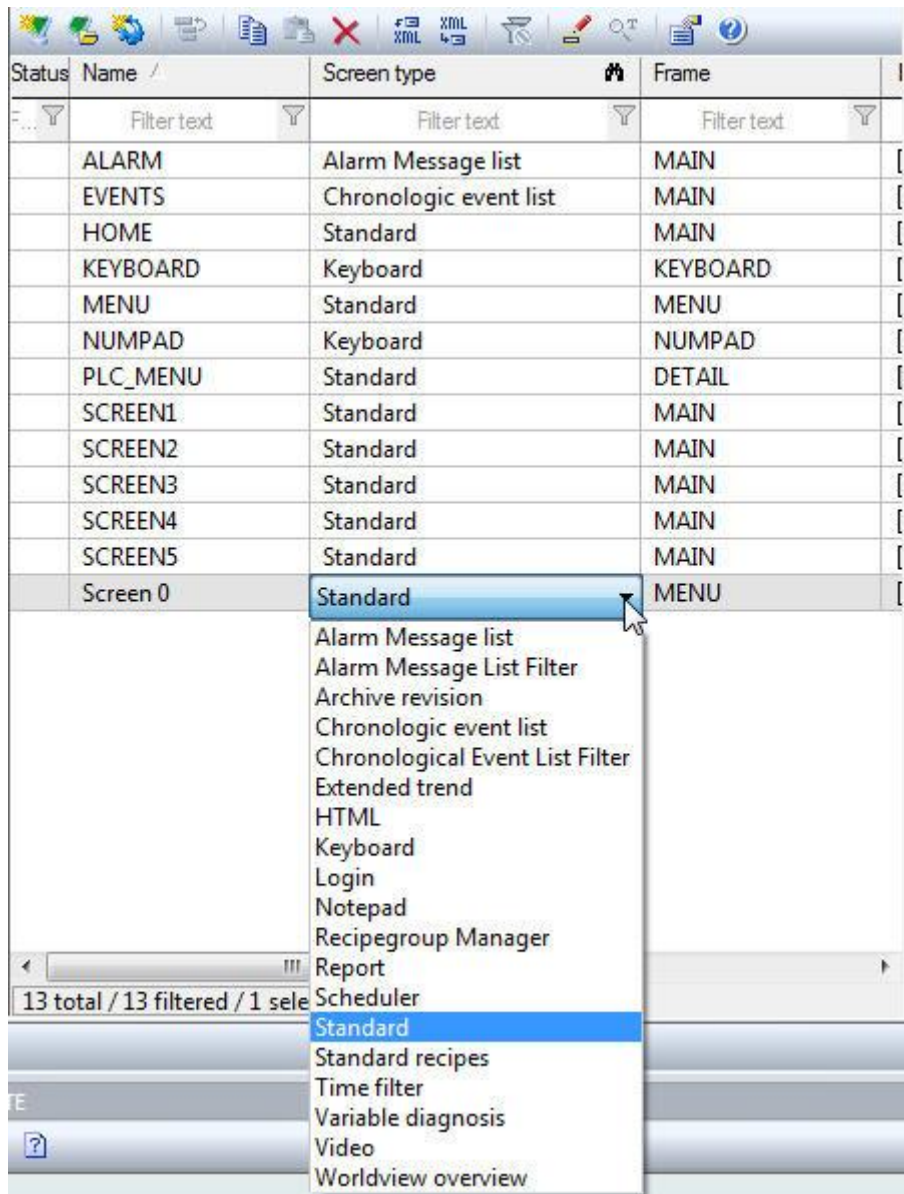 XML XML
Status Name Screen type Frame
F... Filter text Filter text Filter text
ALARM Alarm Message list MAIN [
EVENTS Chronologic event list MAIN [
HOME Standard MAIN [
KEYBOARD Keyboard KEYBOARD [
MENU Standard MENU [
NUMPAD Keyboard NUMPAD [
PLC_MENU Standard DETAIL [
SCREEN1 Standard MAIN [
SCREEN2 Standard MAIN [
SCREEN3 Standard MAIN [
SCREEN4 Standard MAIN [
SCREEN5 Standard MAIN [
Screen 0 Standard MENU [
Alarm Message list
Alarm Message List Filter
Archive revision
Chronologic event list
Chronological Event List Filter
Extended trend
HTML
Keyboard
Login
Notepad
Recipegroup Manager
Report
13 total / 13 filtered / 1 sele Scheduler
Standard
Standard recipes
TE Time filter
Variable diagnosis
Video
Worldview overview